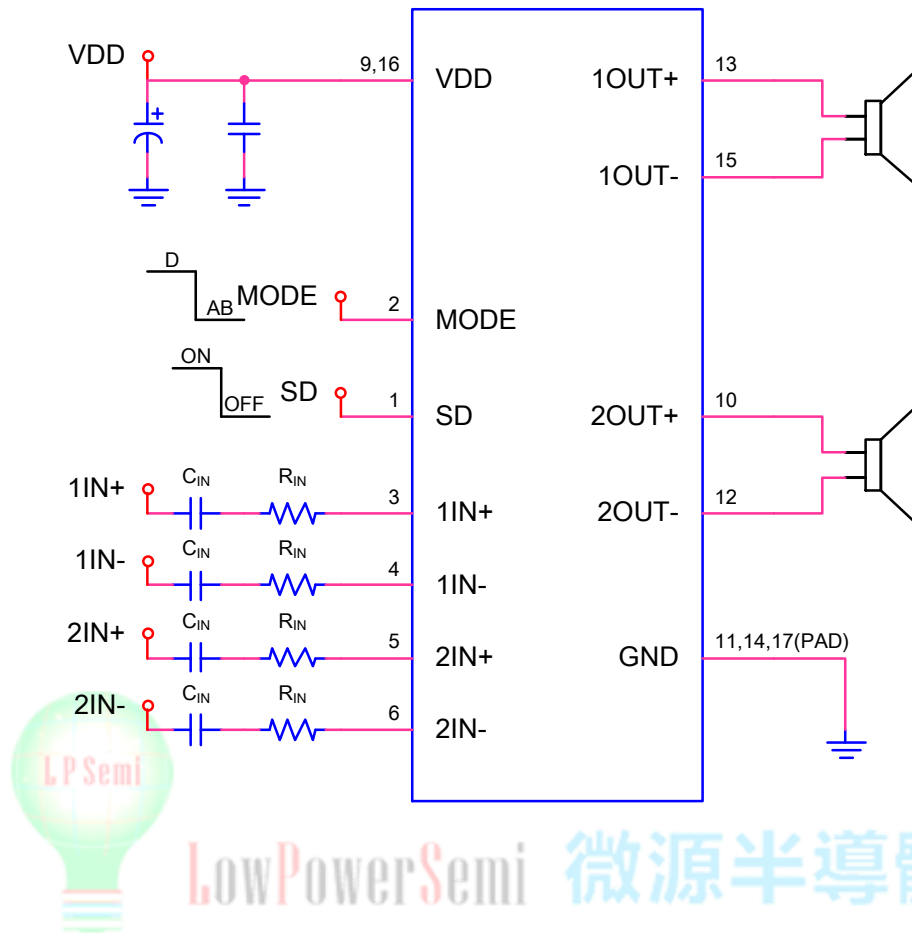 VDD
9,16
VDD
1OUT+
13
1OUT-
15
D
AB
MODE
2
MODE
ON
OFF
SD
1
SD
2OUT+
10
2OUT-
12
1IN+
CIN
RIN
3
1IN+
1IN-
CIN
RIN
4
1IN-
2IN+
CIN
RIN
5
2IN+
GND
11,14,17(PAD)
2IN-
CIN
RIN
6
2IN-
LP Semi
LowPowerSemi 微源半導體